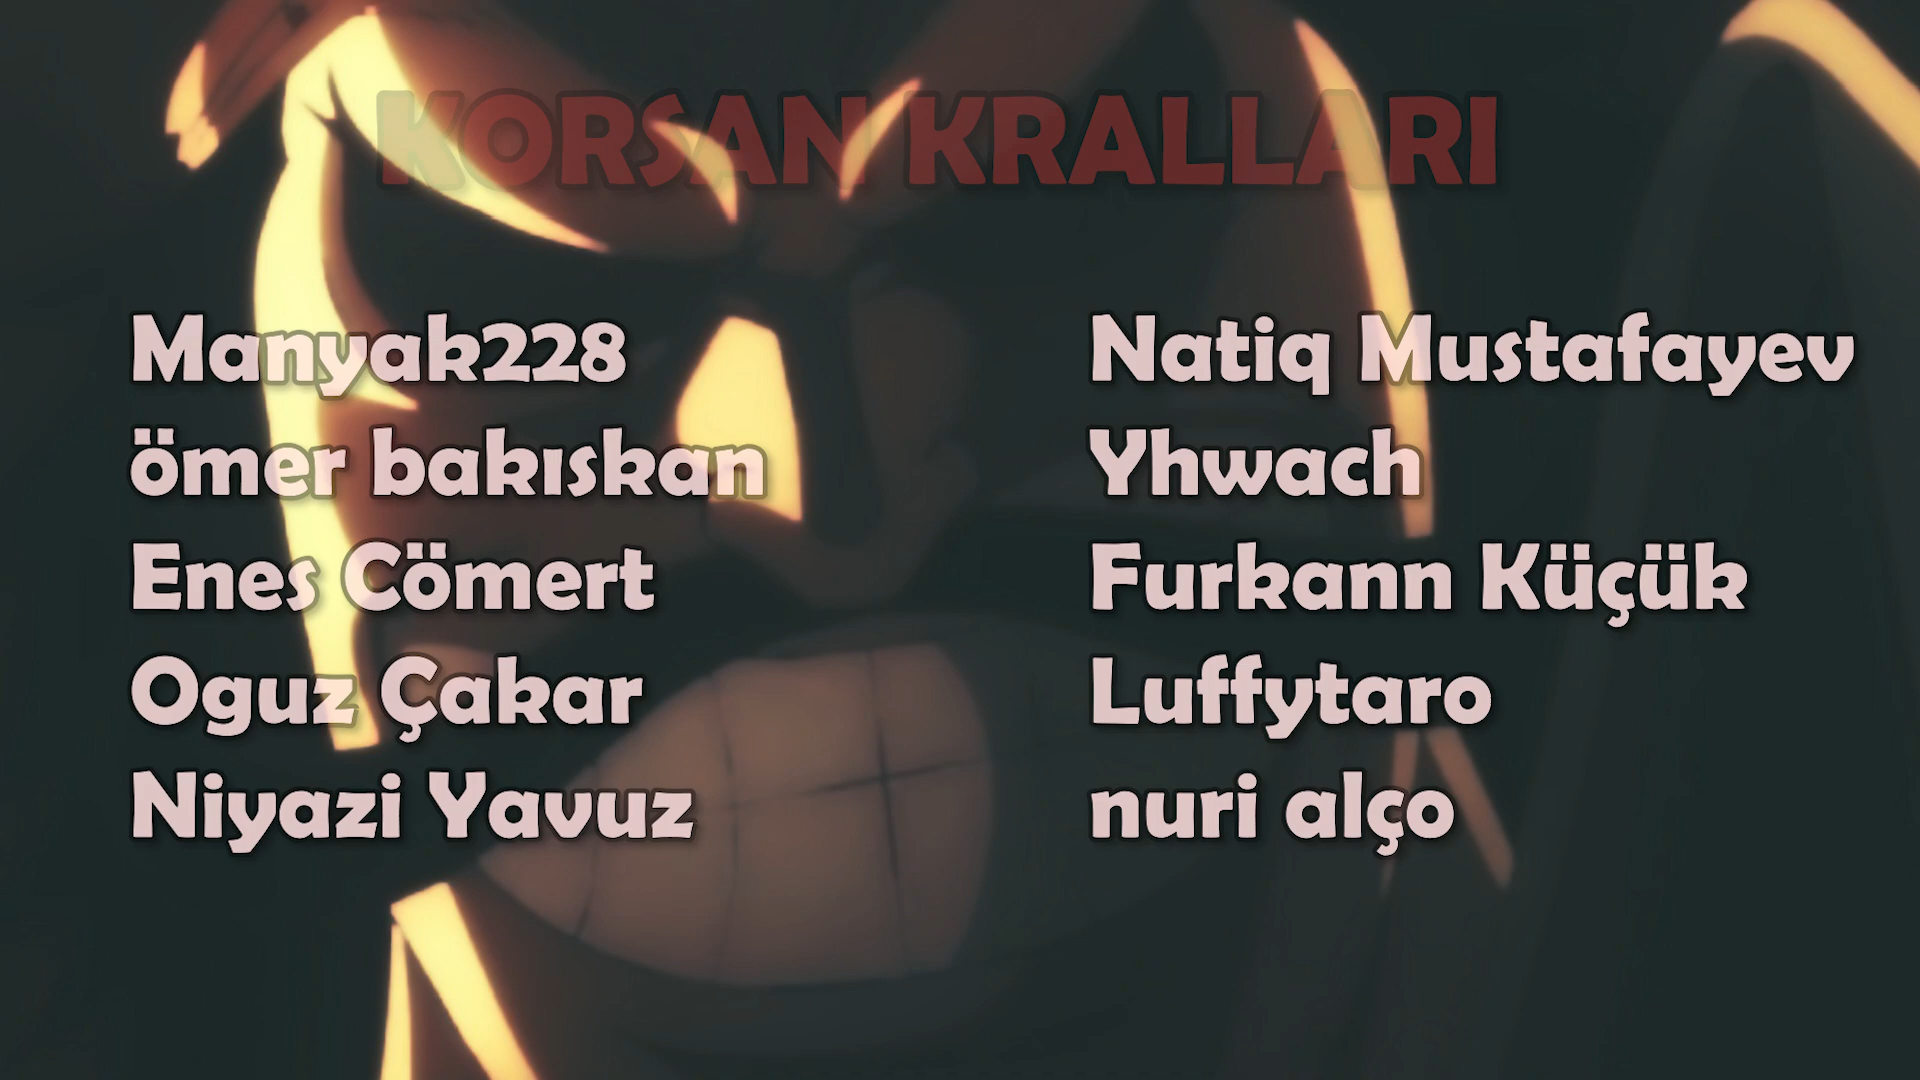 KORSAN KRALLARI
Manyak228
ömer bakıskan
Enes Cömert
Oguz Çakar
Niyazi Yavuz
Natiq Mustafayev
Yhwach
Furkann Küçük
Luffytaro
nuri alço